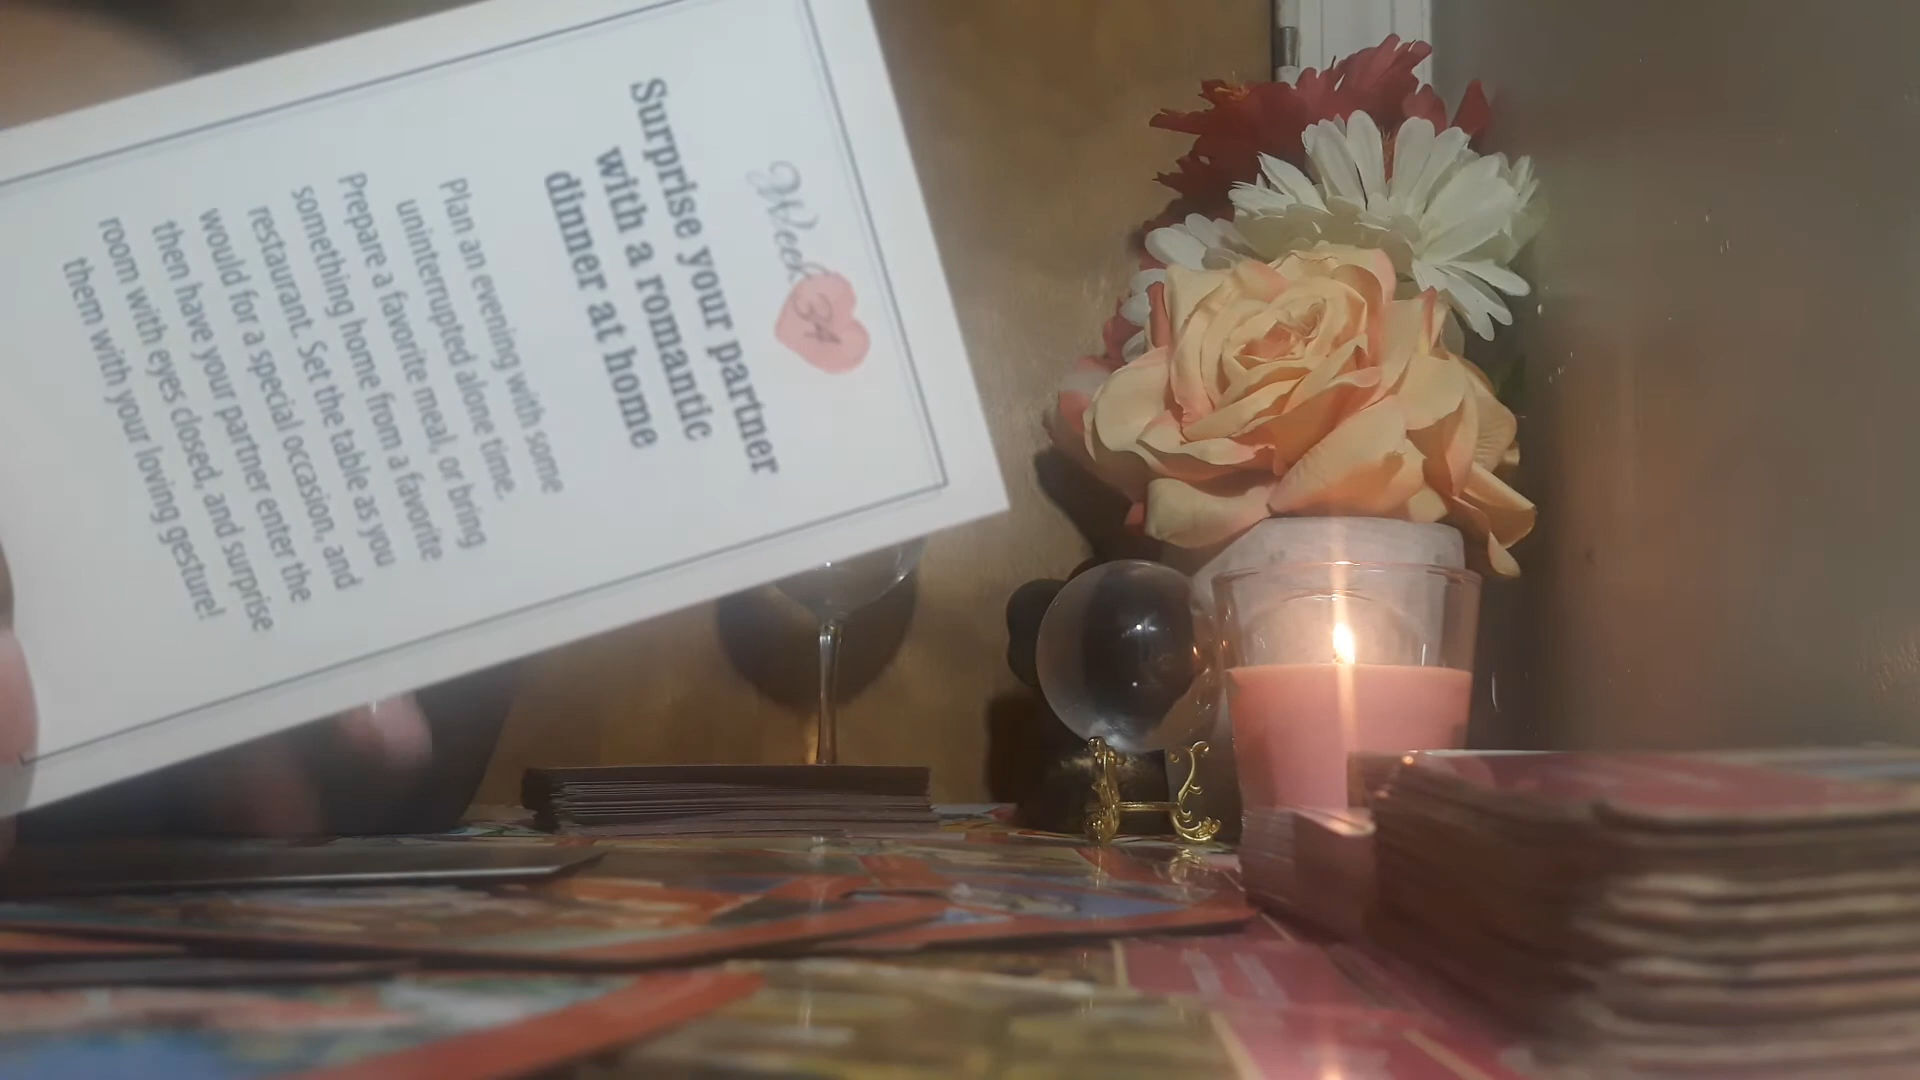 Week 34
Surprise your partner
with a romantic
dinner at home
Plan an evening with some
uninterrupted alone time.
Prepare a favorite meal, or bring
something home from a favorite
restaurant. Set the table as you
would for a special occasion, and
then have your partner enter the
room with eyes closed, and surprise
them with your loving gesture!